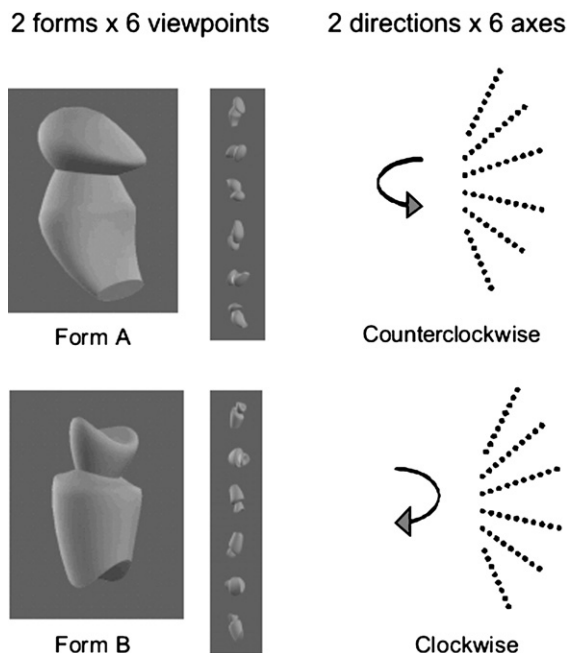 2 forms x 6 viewpoints
2 directions x 6 axes
Form A
Counterclockwise
Form B
Clockwise